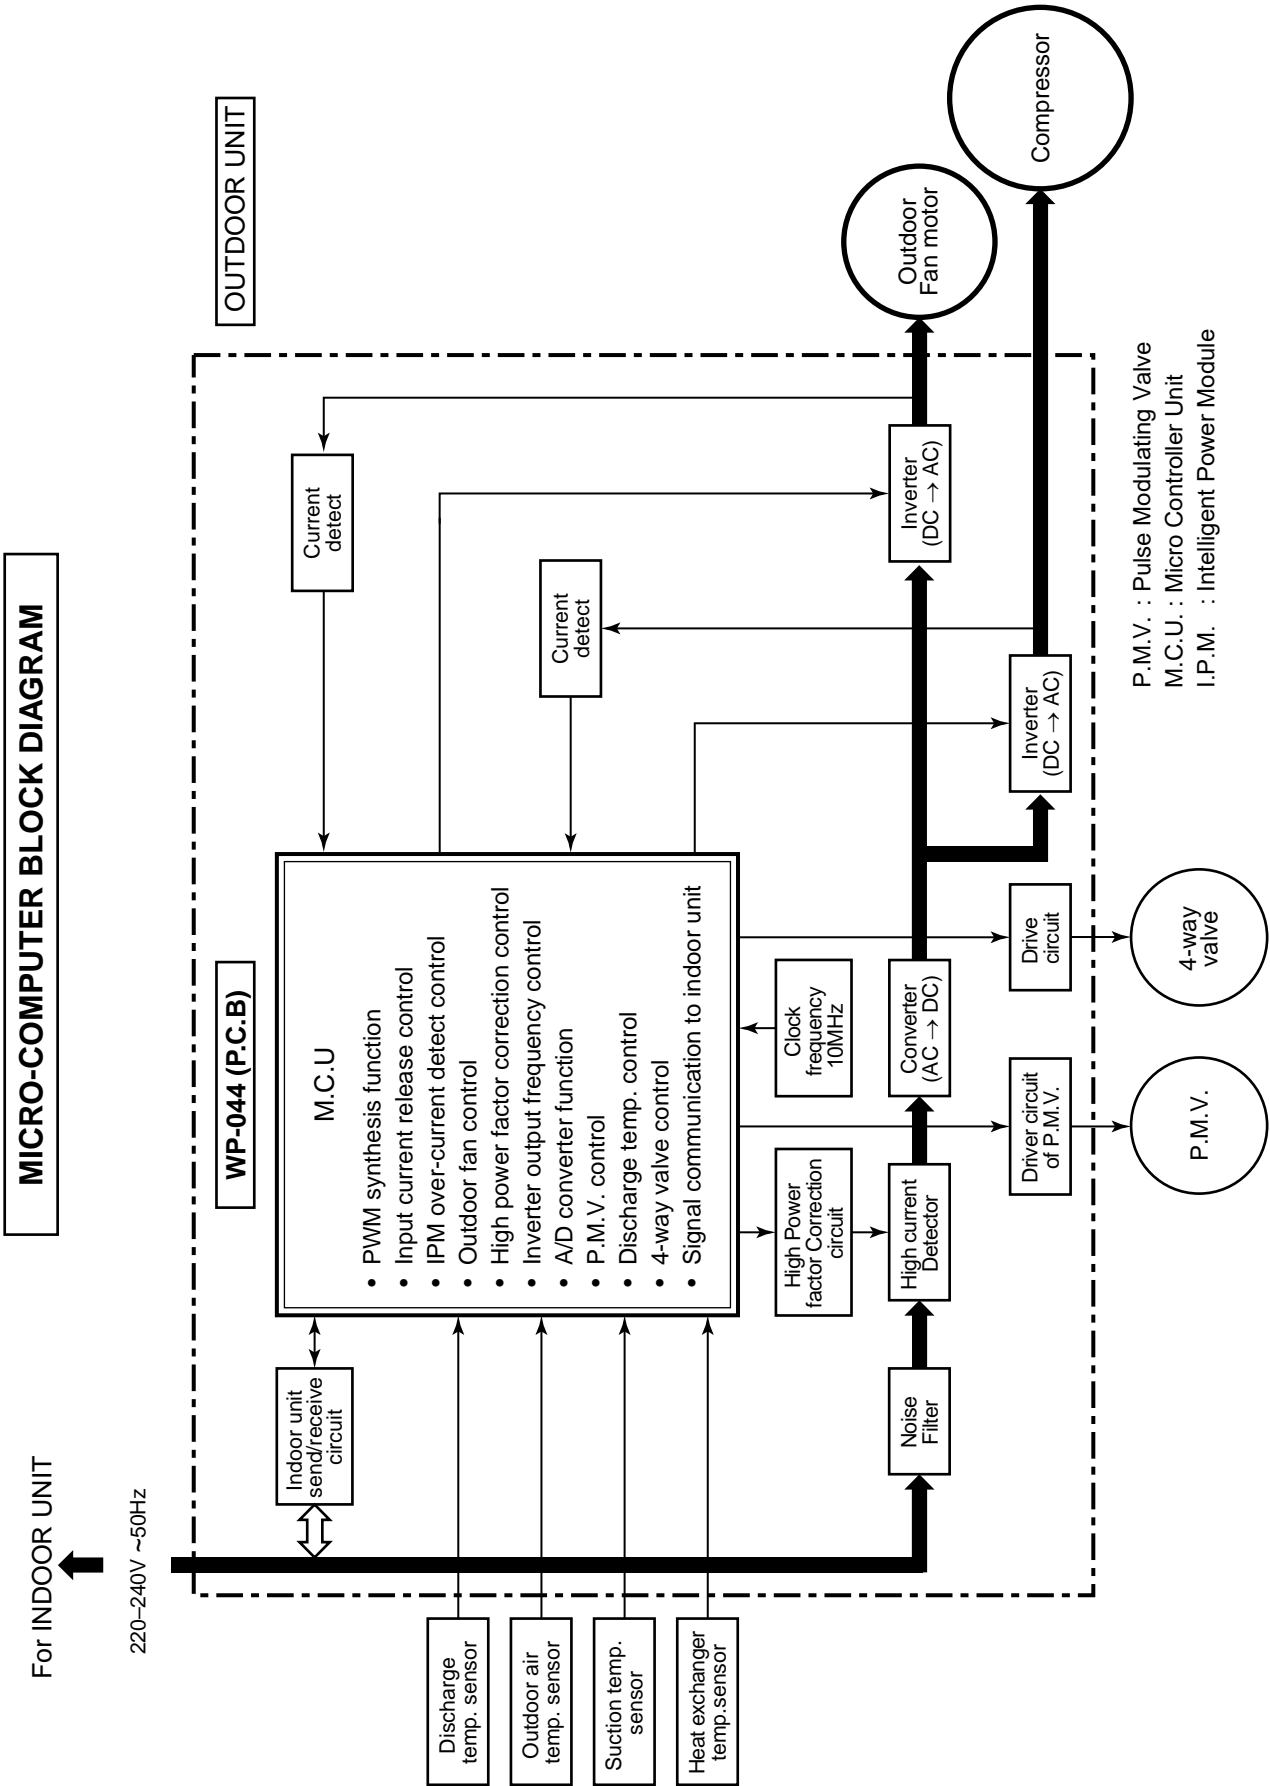 MICRO-COMPUTER BLOCK DIAGRAM
For INDOOR UNIT
220–240V ~50Hz
WP-044 (P.C.B)
OUTDOOR UNIT
Indoor unit
send/receive
circuit
M.C.U
• PWM synthesis function
• Input current release control
• IPM over-current detect control
• Outdoor fan control
• High power factor correction control
• Inverter output frequency control
• A/D converter function
• P.M.V. control
• Discharge temp. control
• 4-way valve control
• Signal communication to indoor unit
Current
detect
Current
detect
Discharge
temp. sensor
Outdoor air
temp. sensor
Suction temp.
sensor
Heat exchanger
temp.sensor
High Power
factor Correction
circuit
Clock
frequency
10MHz
Noise
Filter
High current
Detector
Converter
(AC → DC)
Inverter
(DC → AC)
Outdoor
Fan motor
Driver circuit
of P.M.V.
Drive
circuit
Inverter
(DC → AC)
Compressor
P.M.V.
4-way
valve
P.M.V. : Pulse Modulating Valve
M.C.U. : Micro Controller Unit
I.P.M. : Intelligent Power Module